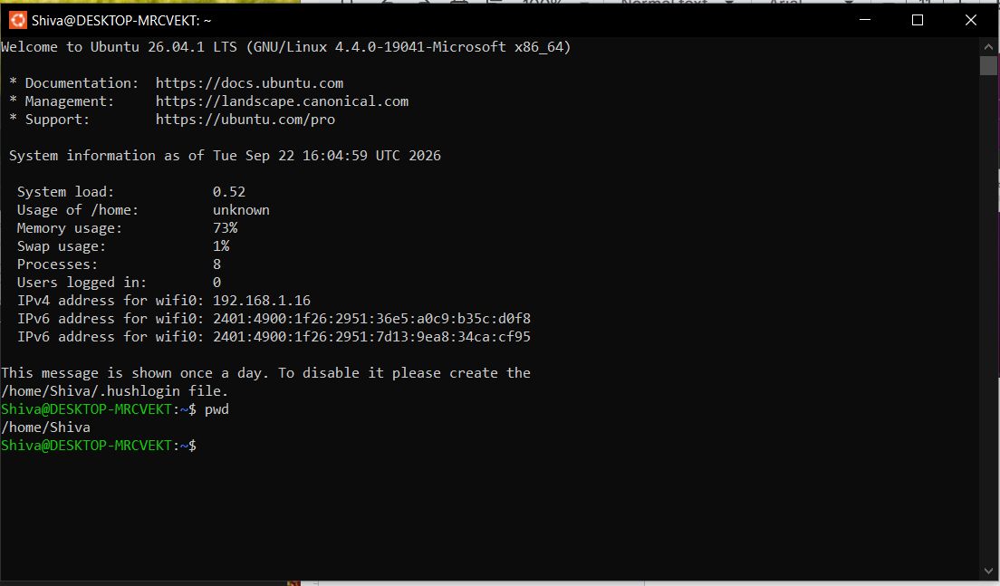 100%
Normal text
Arial
11
Shiva@DESKTOP-MRCVEKT: ~
Welcome to Ubuntu 26.04.1 LTS (GNU/Linux 4.4.0-19041-Microsoft x86_64)
* Documentation:  https://docs.ubuntu.com
* Management:     https://landscape.canonical.com
* Support:        https://ubuntu.com/pro
System information as of Tue Sep 22 16:04:59 UTC 2026
System load:            0.52
Usage of /home:         unknown
Memory usage:           73%
Swap usage:             1%
Processes:              8
Users logged in:        0
IPv4 address for wifi0: 192.168.1.16
IPv6 address for wifi0: 2401:4900:1f26:2951:36e5:a0c9:b35c:d0f8
IPv6 address for wifi0: 2401:4900:1f26:2951:7d13:9ea8:34ca:cf95
This message is shown once a day. To disable it please create the
/home/Shiva/.hushlogin file.
Shiva@DESKTOP-MRCVEKT:~$ pwd
/home/Shiva
Shiva@DESKTOP-MRCVEKT:~$